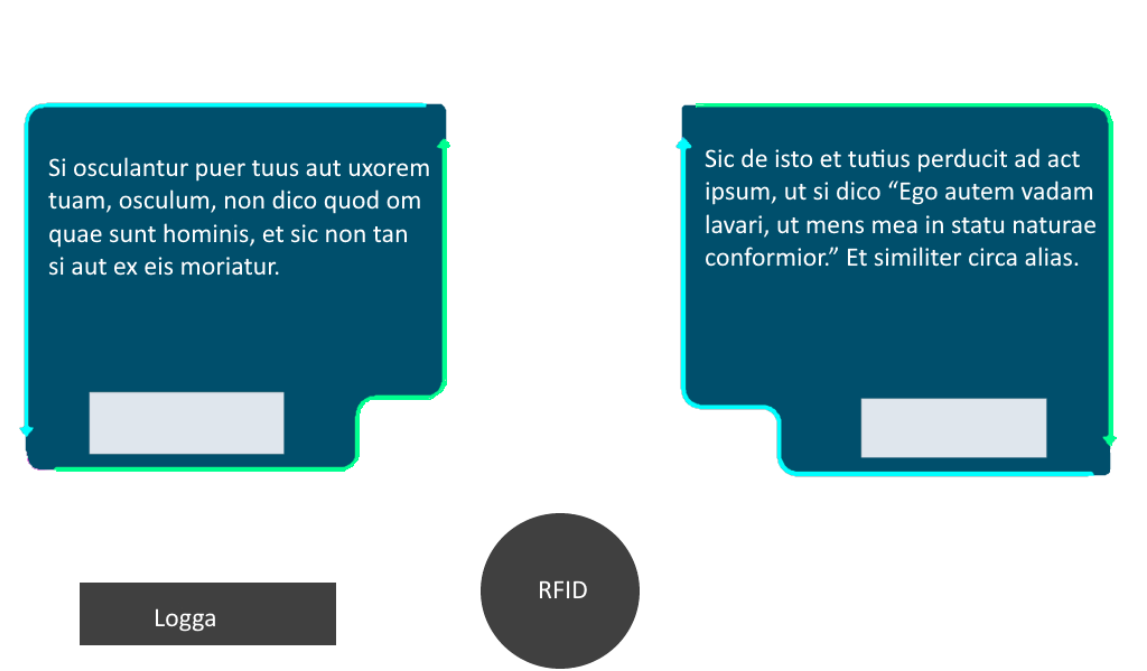 Si osculantur puer tuus aut uxorem
tuam, osculum, non dico quod om
quae sunt hominis, et sic non tan
si aut ex eis moriatur.
Sic de isto et tutius perducit ad act
ipsum, ut si dico “Ego autem vadam
lavari, ut mens mea in statu naturae
conformior.” Et similiter circa alias.
RFID
Logga